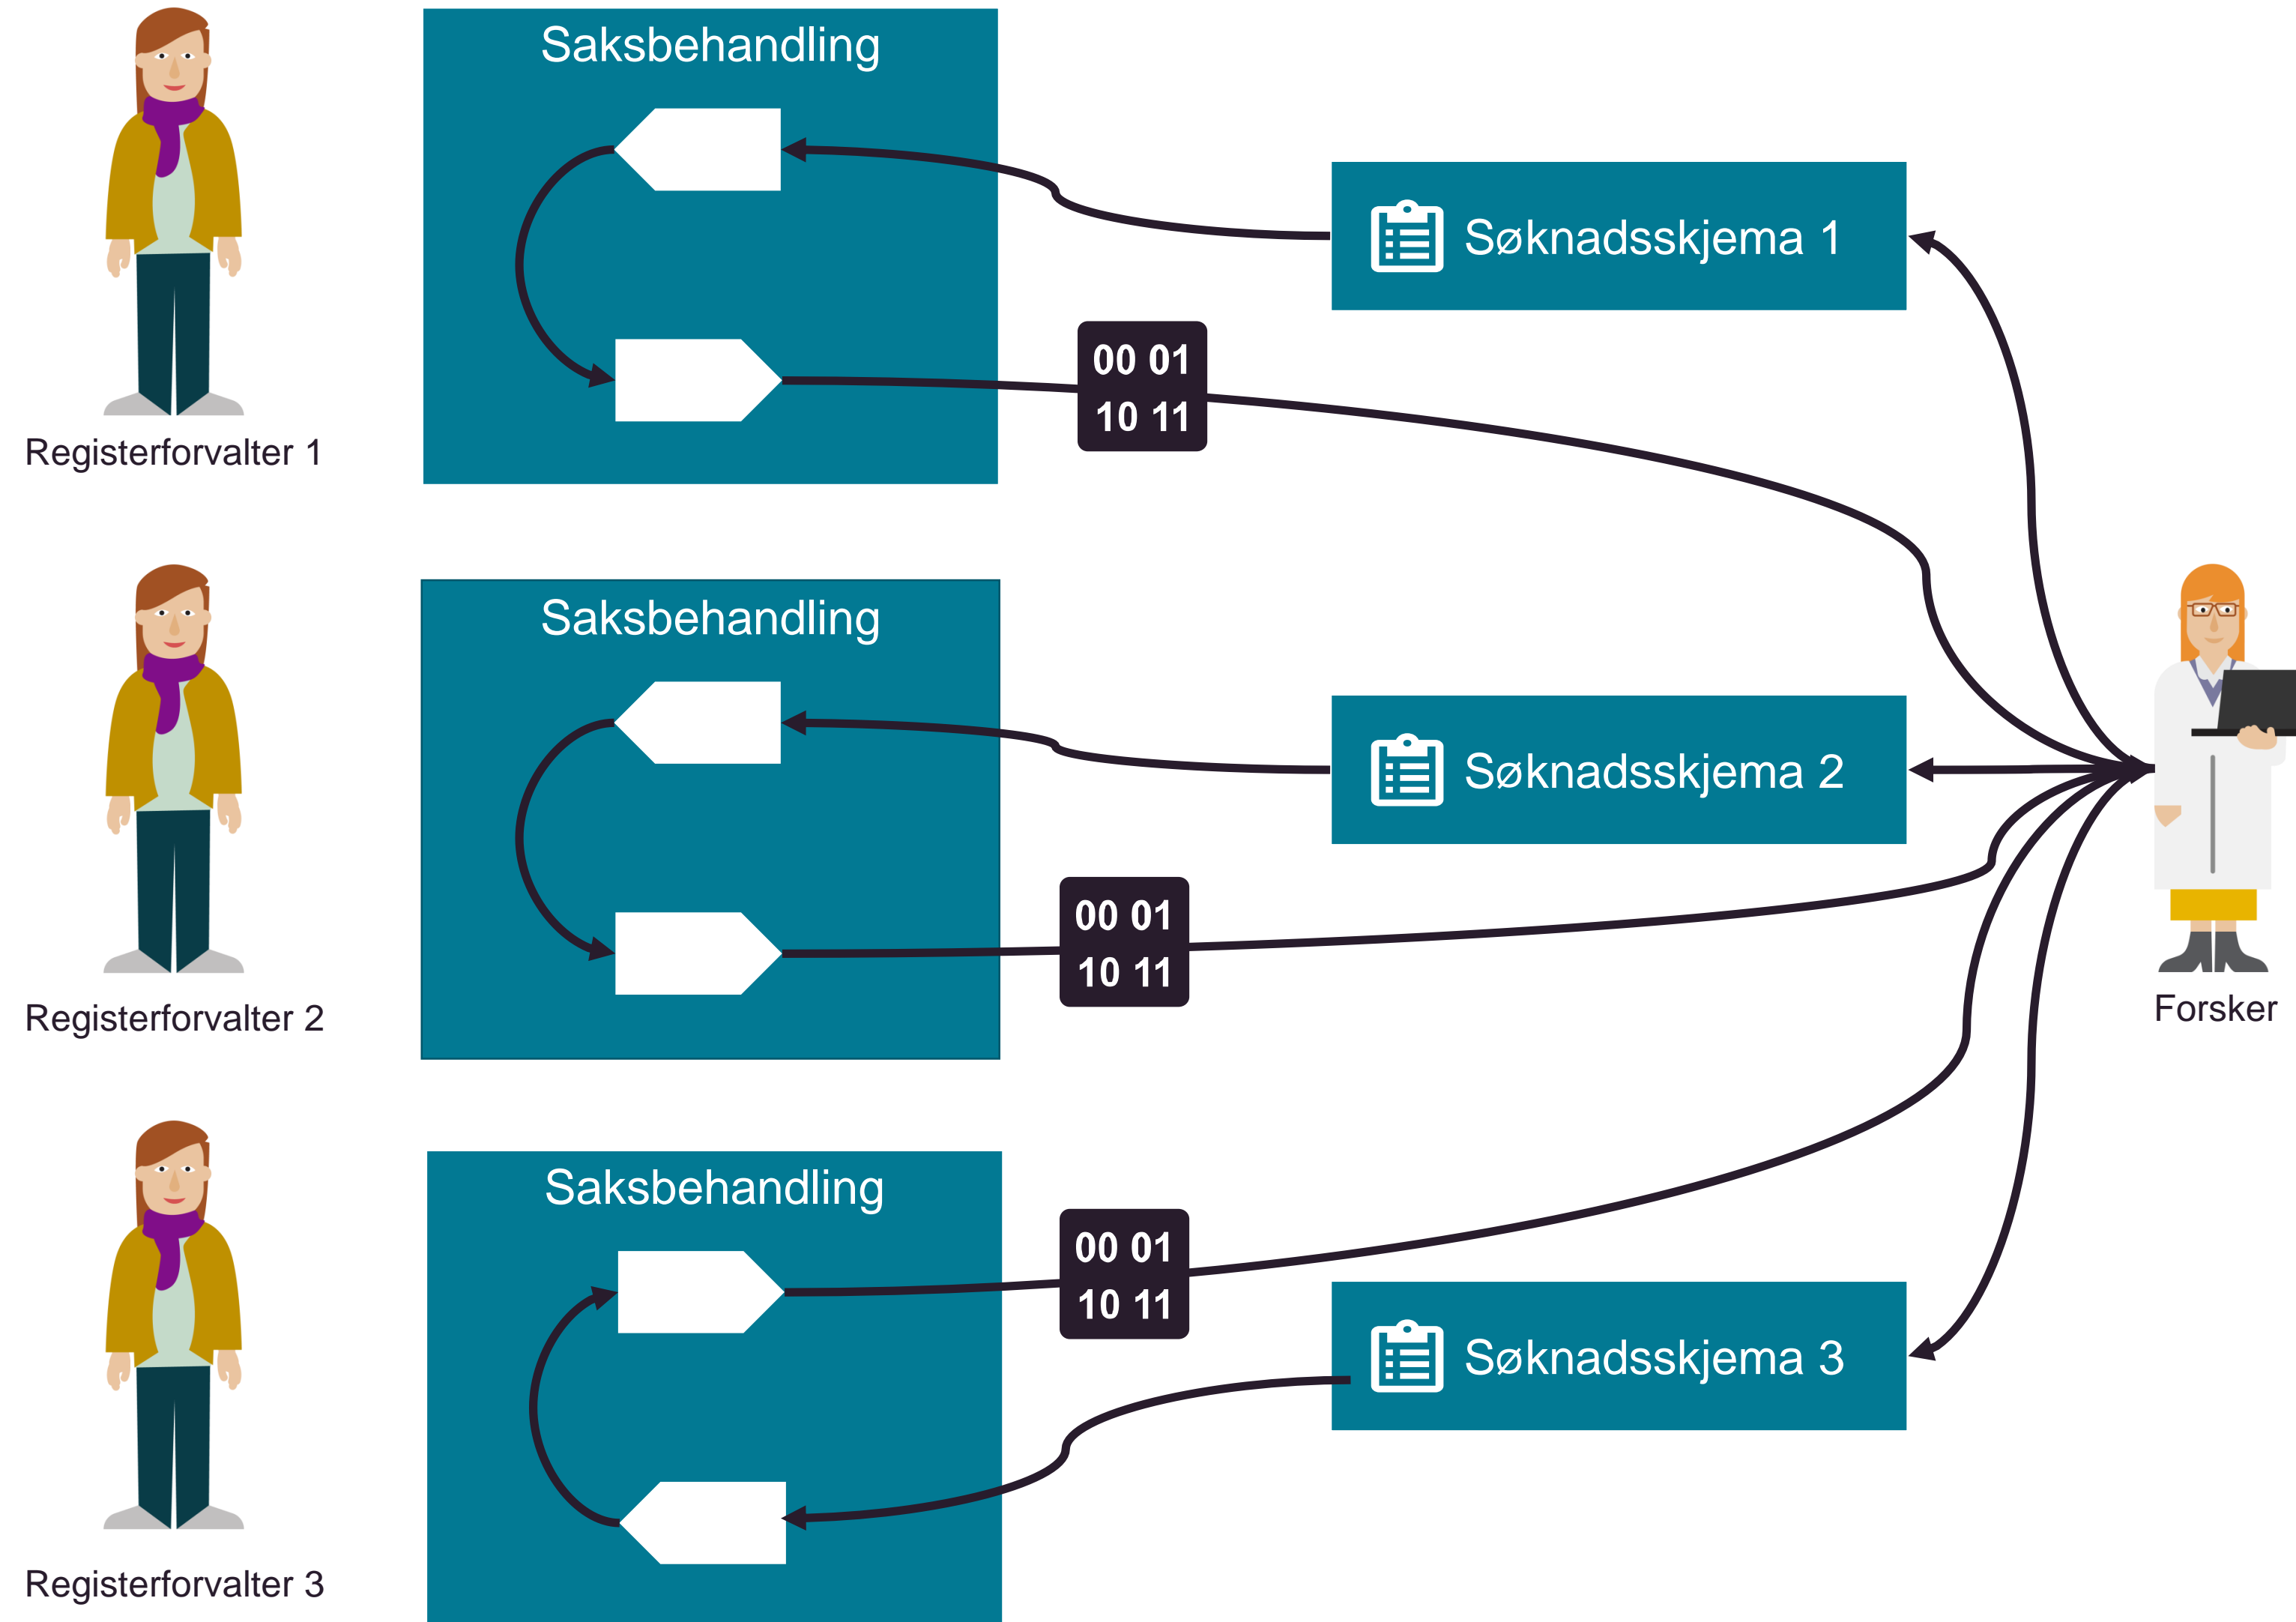 Saksbehandling
Søknadsskjema 1
00 01
10 11
Registerforvalter 1
Saksbehandling
Søknadsskjema 2
00 01
10 11
Registerforvalter 2
Forsker
Saksbehandling
00 01
10 11
Søknadsskjema 3
Registerforvalter 3